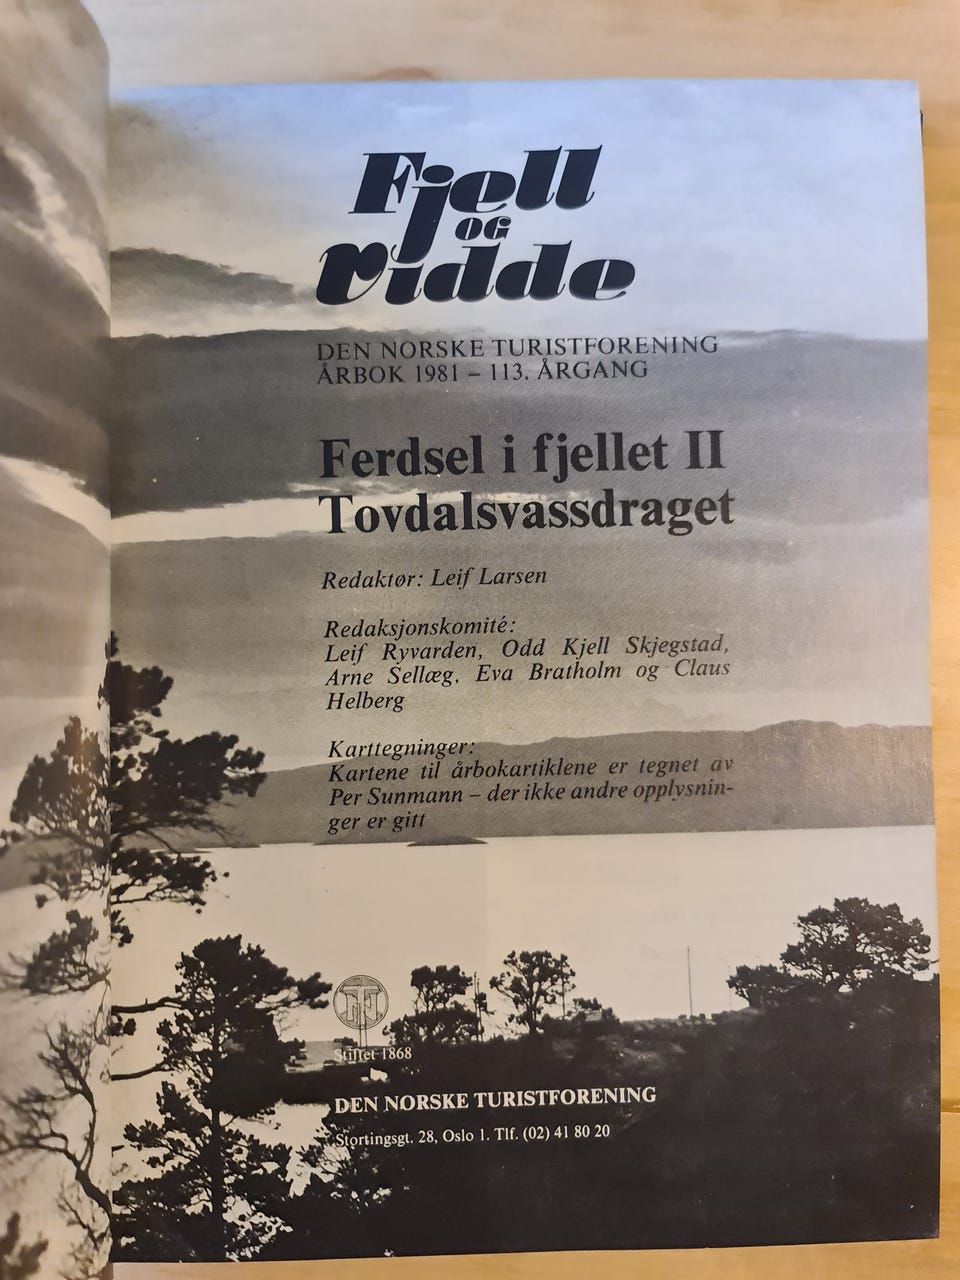 Fjell
OG
Vidde
DEN NORSKE TURISTFORENING
ÅRBOK 1981 – 113. ÅRGANG
Ferdsel i fjellet II
Tovdalsvassdraget
Redaktør: Leif Larsen
Redaksjonskomité:
Leif Ryvarden, Odd Kjell Skjegstad,
Arne Sellæg, Eva Bratholm og Claus
Helberg
Karttegninger:
Kartene til årbokartiklene er tegnet av
Per Sunmann – der ikke andre opplysnin-
ger er gitt
Stiftet 1868
DEN NORSKE TURISTFORENING
Stortingsgt. 28, Oslo 1. Tlf. (02) 41 80 20